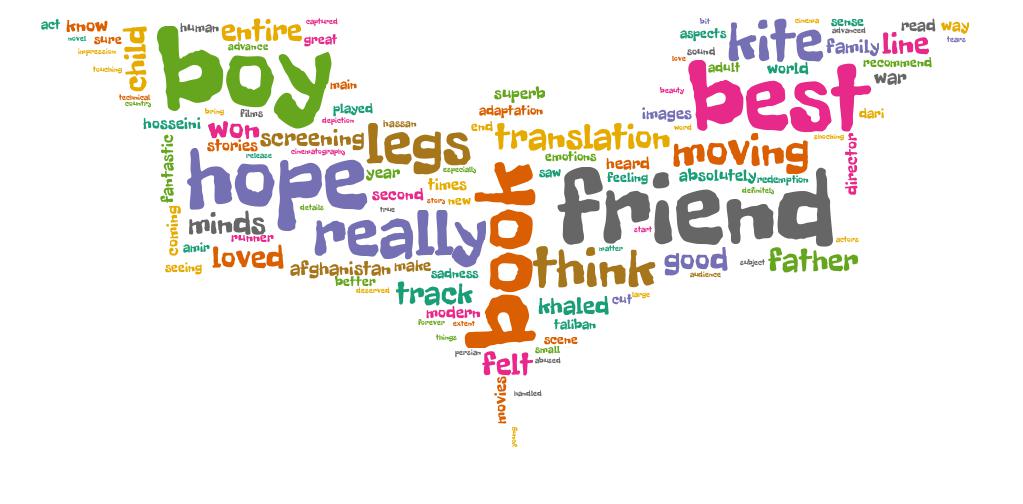 act
know
novel
sure
impression
touching
technical
country
child
boy
human
entire
captured
advance
great
main
played
depiction
bring
films
hosseini
won
screening
stories
release
cinematography
hassan
legs
especially
fantastic
hope
year
second
times
story
new
details
true
coming
minds
runner
really
amir
loved
seeing
afghanistan
make
sadness
better
deserved
track
modern
forever
extent
things
persian
superb
adaptation
end
translation
emotions
saw
heard
feeling
book
friend
start
matter
think
good
audience
subject
father
actors
khaled
cut
large
taliban
scene
small
abused
felt
movies
handled
bit
cinema
sense
advanced
aspects
kite
family
line
read
way
tears
sound
love
adult
world
recommend
war
beauty
best
dari
images
word
shocking
moving
director
absolutely
redemption
definitely